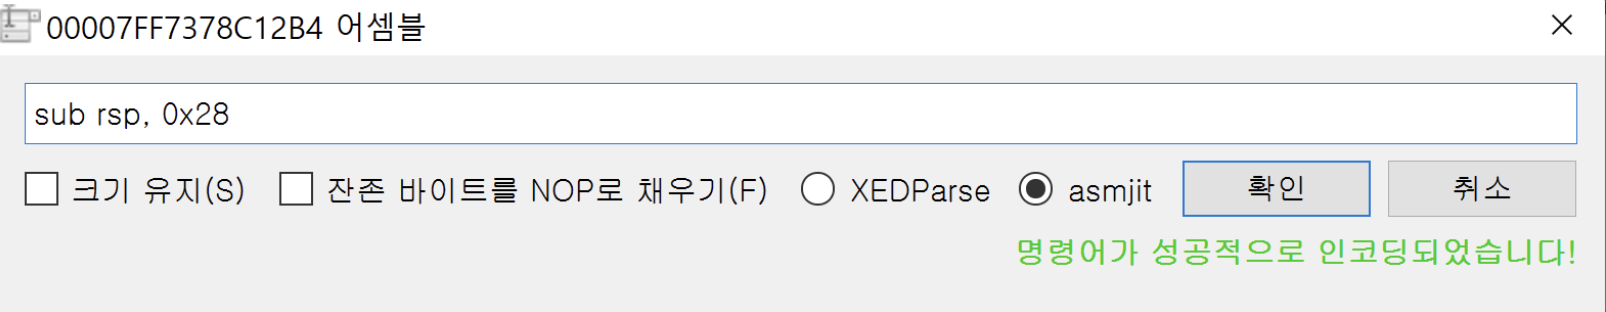 00007FF7378C12B4 어셈블
sub rsp, 0x28
크기 유지(S) 잔존 바이트를 NOP로 채우기(F) XEDParse asmjit 확인 취소
명령어가 성공적으로 인코딩되었습니다!